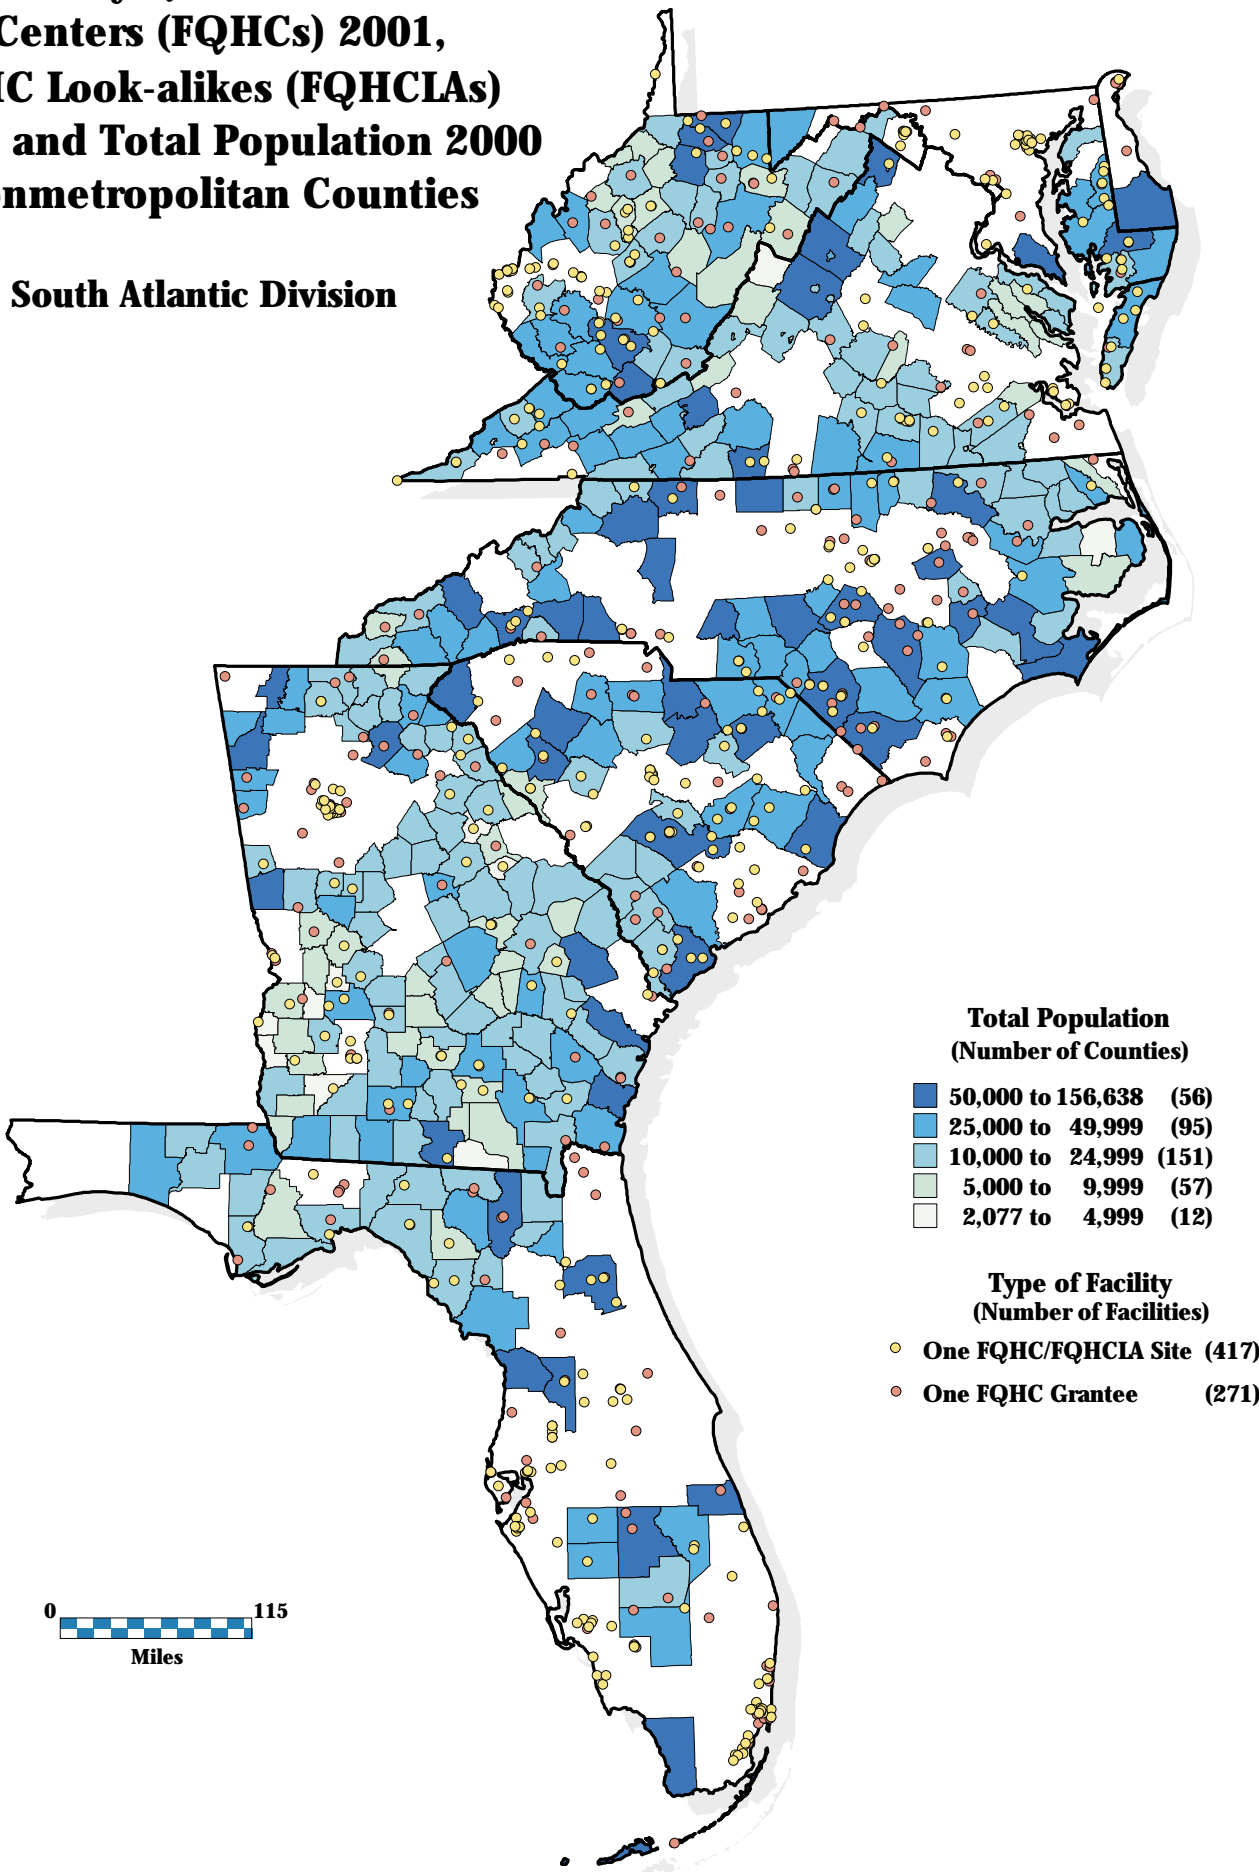 Centers (FQHCs) 2001,
Look-alikes (FQHCLAs)
and Total Population 2000
Counties
South Atlantic Division
Total Population
(Number of Counties)
50,000 to 156,638 (56)
25,000 to 49,999 (95)
10,000 to 24,999 (151)
5,000 to 9,999 (57)
2,077 to 4,999 (12)
Type of Facility
(Number of Facilities)
One FQHC/FQHCLA Site (417)
One FQHC Grantee (271)
0 115
Miles